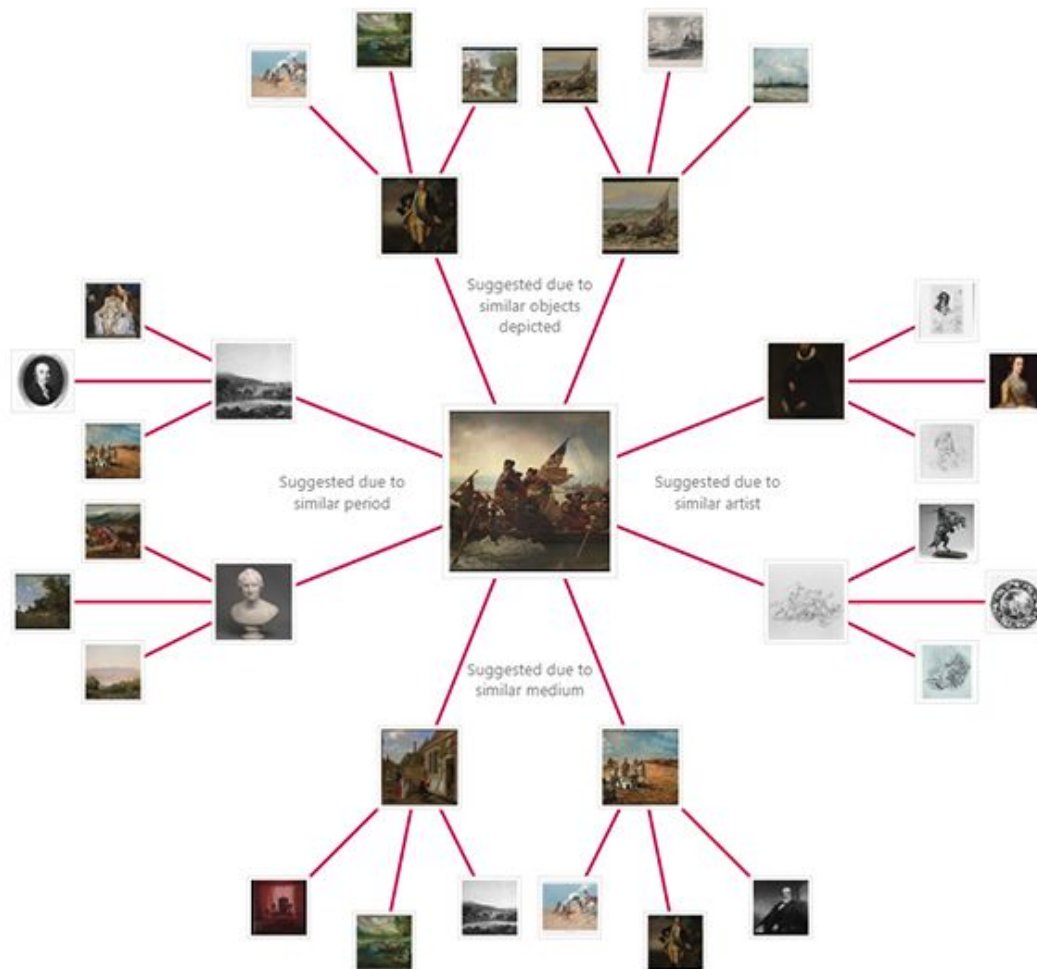 Suggested due to
similar objects
depicted
Suggested due to
similar period
Suggested due to
similar artist
Suggested due to
similar medium